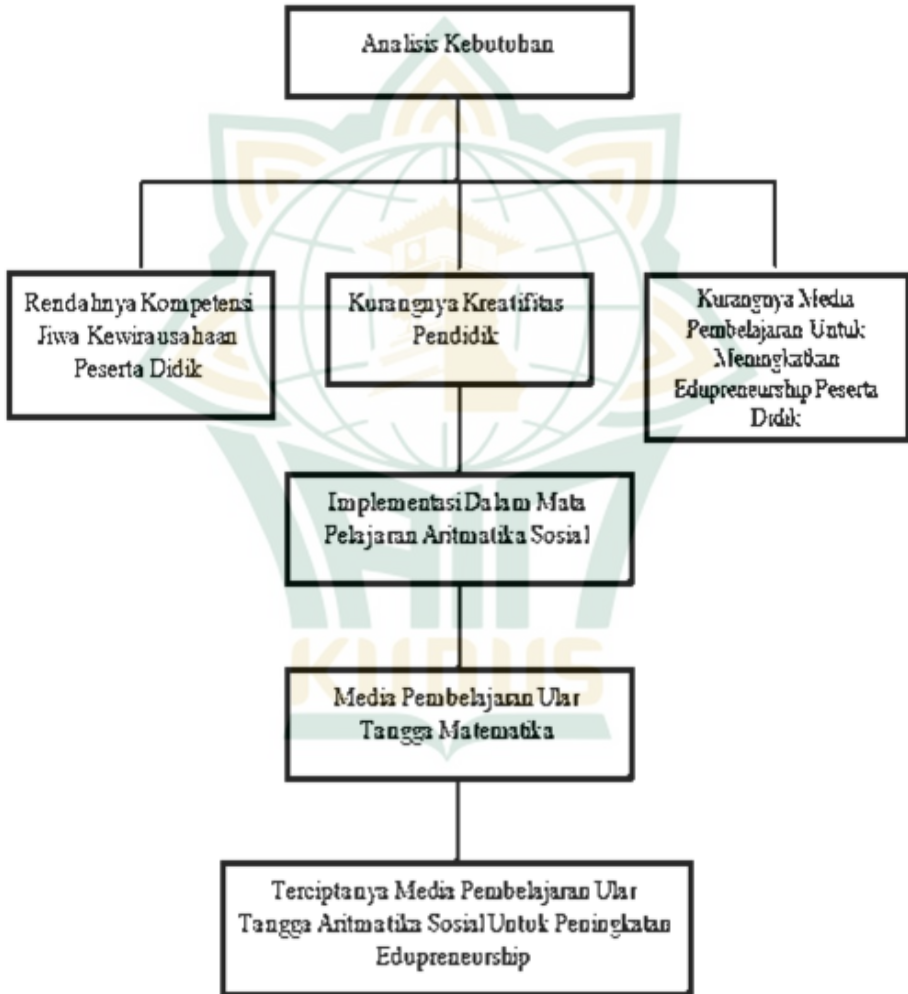 Analisis Kebutuhan
Rendahnya Kompetensi
Jiwa Kewirausahaan
Peserta Didik
Kurangnya Kreatifitas
Pendidik
Kurangnya Media
Pembelajaran Untuk
Meningkatkan
Edupreneurship Peserta
Didik
Implementasi Dalam Mata
Pelajaran Aritmatika Sosial
KUDUS
Media Pembelajaran Ular
Tangga Matematika
Terciptanya Media Pembelajaran Ular
Tangga Aritmatika Sosial Untuk Peningkatan
Edupreneurship